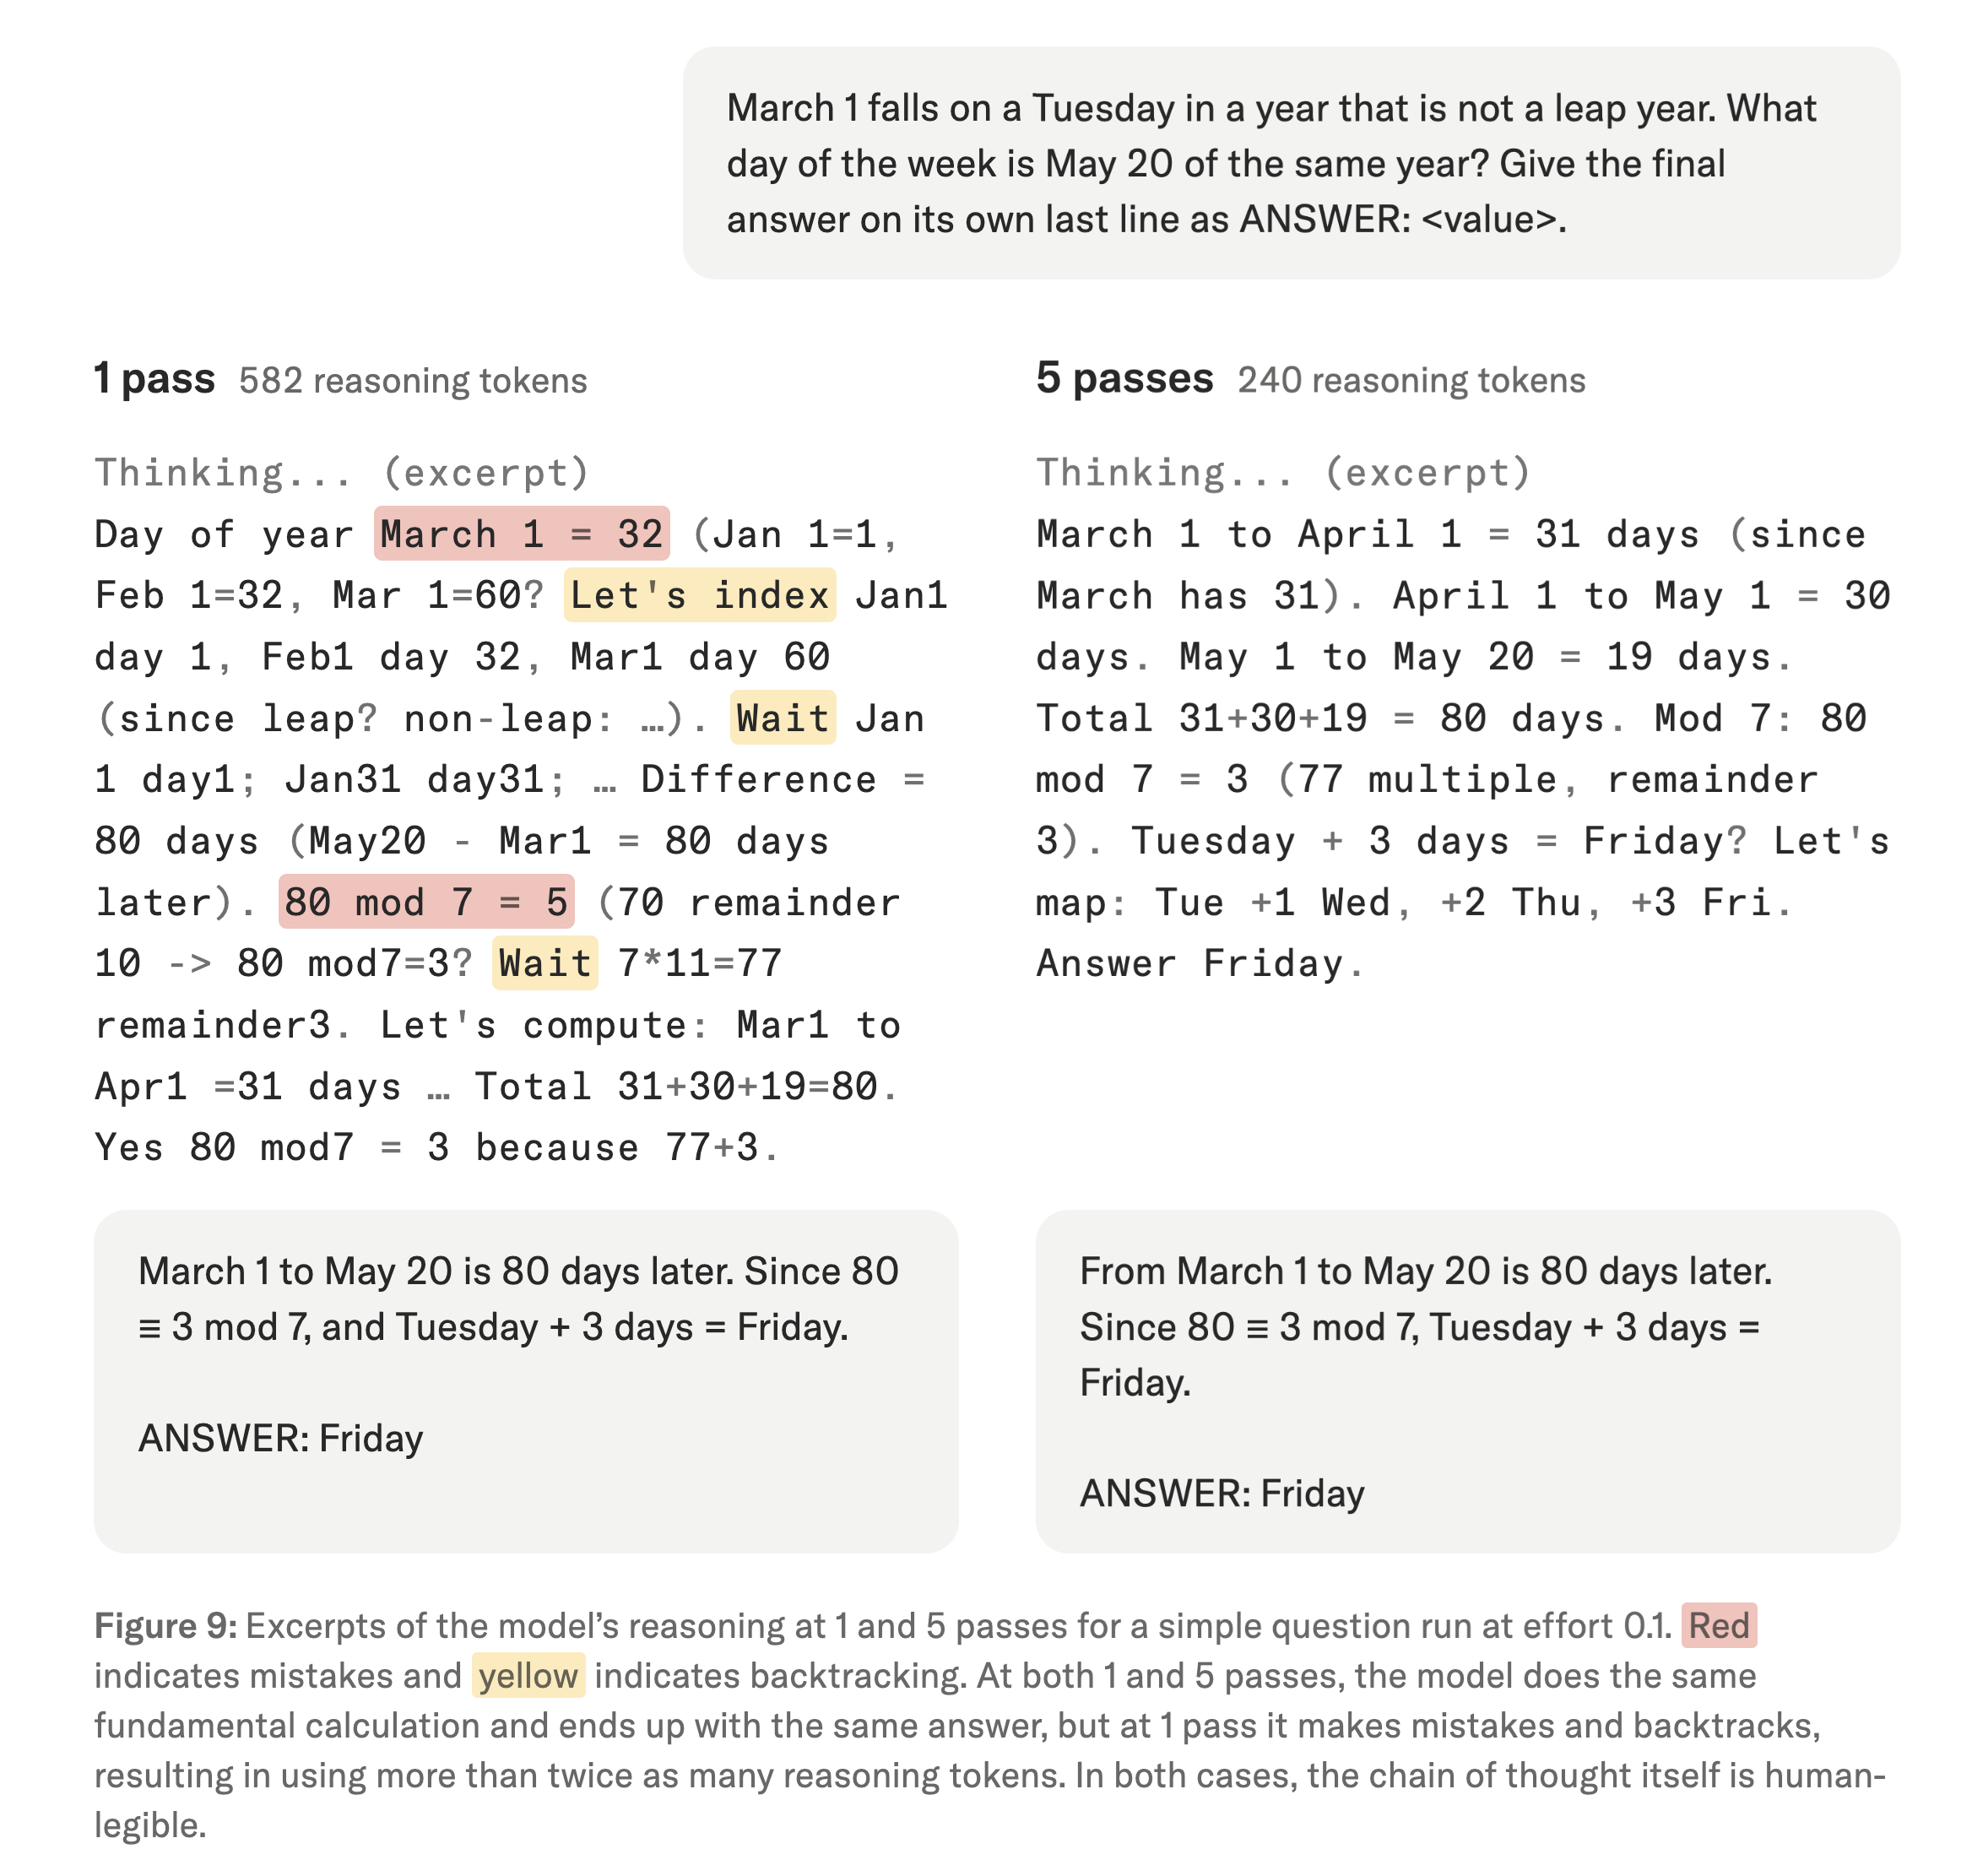 March 1 falls on a Tuesday in a year that is not a leap year. What
day of the week is May 20 of the same year? Give the final
answer on its own last line as ANSWER: <value>.
1 pass 582 reasoning tokens
Thinking... (excerpt)
Day of year March 1 = 32 (Jan 1=1,
Feb 1=32, Mar 1=60? Let's index Jan1
day 1, Feb1 day 32, Mar1 day 60
(since leap? non-leap: …). Wait Jan
1 day1; Jan31 day31; … Difference =
80 days (May20 - Mar1 = 80 days
later). 80 mod 7 = 5 (70 remainder
10 -> 80 mod7=3? Wait 7*11=77
remainder3. Let's compute: Mar1 to
Apr1 =31 days … Total 31+30+19=80.
Yes 80 mod7 = 3 because 77+3.
March 1 to May 20 is 80 days later. Since 80
≡ 3 mod 7, and Tuesday + 3 days = Friday.
ANSWER: Friday
5 passes 240 reasoning tokens
Thinking... (excerpt)
March 1 to April 1 = 31 days (since
March has 31). April 1 to May 1 = 30
days. May 1 to May 20 = 19 days.
Total 31+30+19 = 80 days. Mod 7: 80
mod 7 = 3 (77 multiple, remainder
3). Tuesday + 3 days = Friday? Let's
map: Tue +1 Wed, +2 Thu, +3 Fri.
Answer Friday.
From March 1 to May 20 is 80 days later.
Since 80 ≡ 3 mod 7, Tuesday + 3 days =
Friday.
ANSWER: Friday
Figure 9: Excerpts of the model’s reasoning at 1 and 5 passes for a simple question run at effort 0.1. Red
indicates mistakes and yellow indicates backtracking. At both 1 and 5 passes, the model does the same
fundamental calculation and ends up with the same answer, but at 1 pass it makes mistakes and backtracks,
resulting in using more than twice as many reasoning tokens. In both cases, the chain of thought itself is human-
legible.